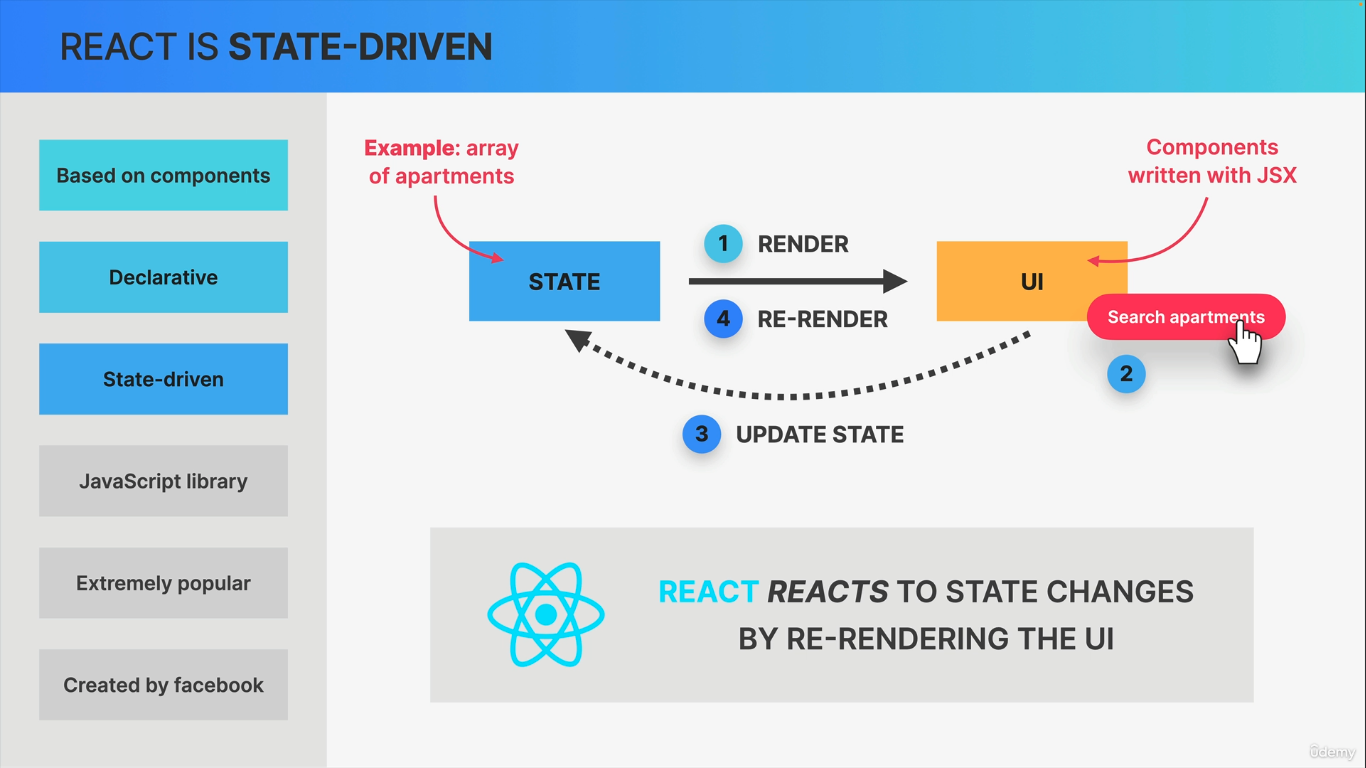 REACT IS STATE-DRIVEN
Based on components
Declarative
State-driven
JavaScript library
Extremely popular
Created by facebook
Example: array
of apartments
Components
written with JSX
1 RENDER
STATE
UI
4 RE-RENDER
Search apartments
2
3 UPDATE STATE
REACT REACTS TO STATE CHANGES
BY RE-RENDERING THE UI
ûdemy